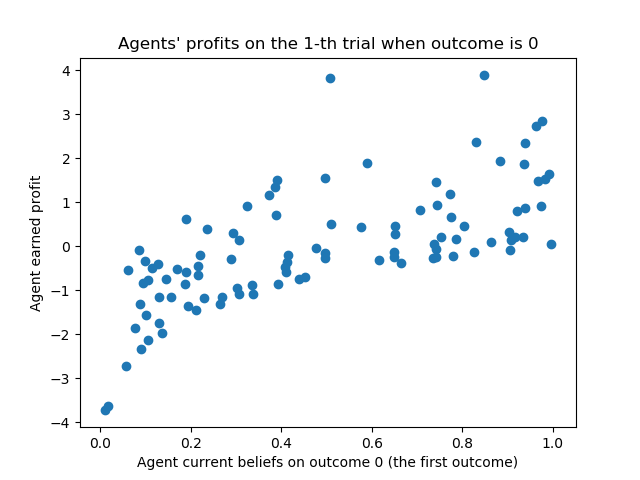 Agents' profits on the 1-th trial when outcome is 0
4
3
2
1
0
−1
−2
−3
−4
Agent earned profit
0.0 0.2 0.4 0.6 0.8 1.0
Agent current beliefs on outcome 0 (the first outcome)